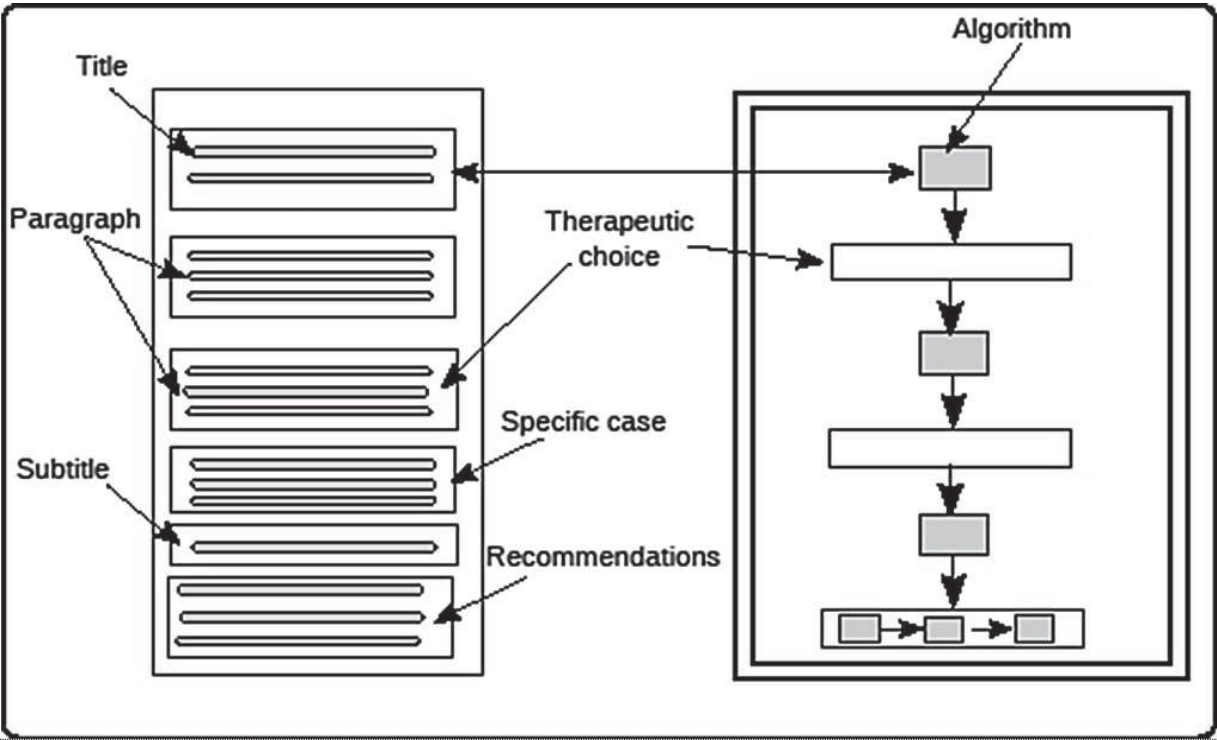 Algorithm
Title
Paragraph
Therapeutic
choice
Specific case
Subtitle
Recommendations